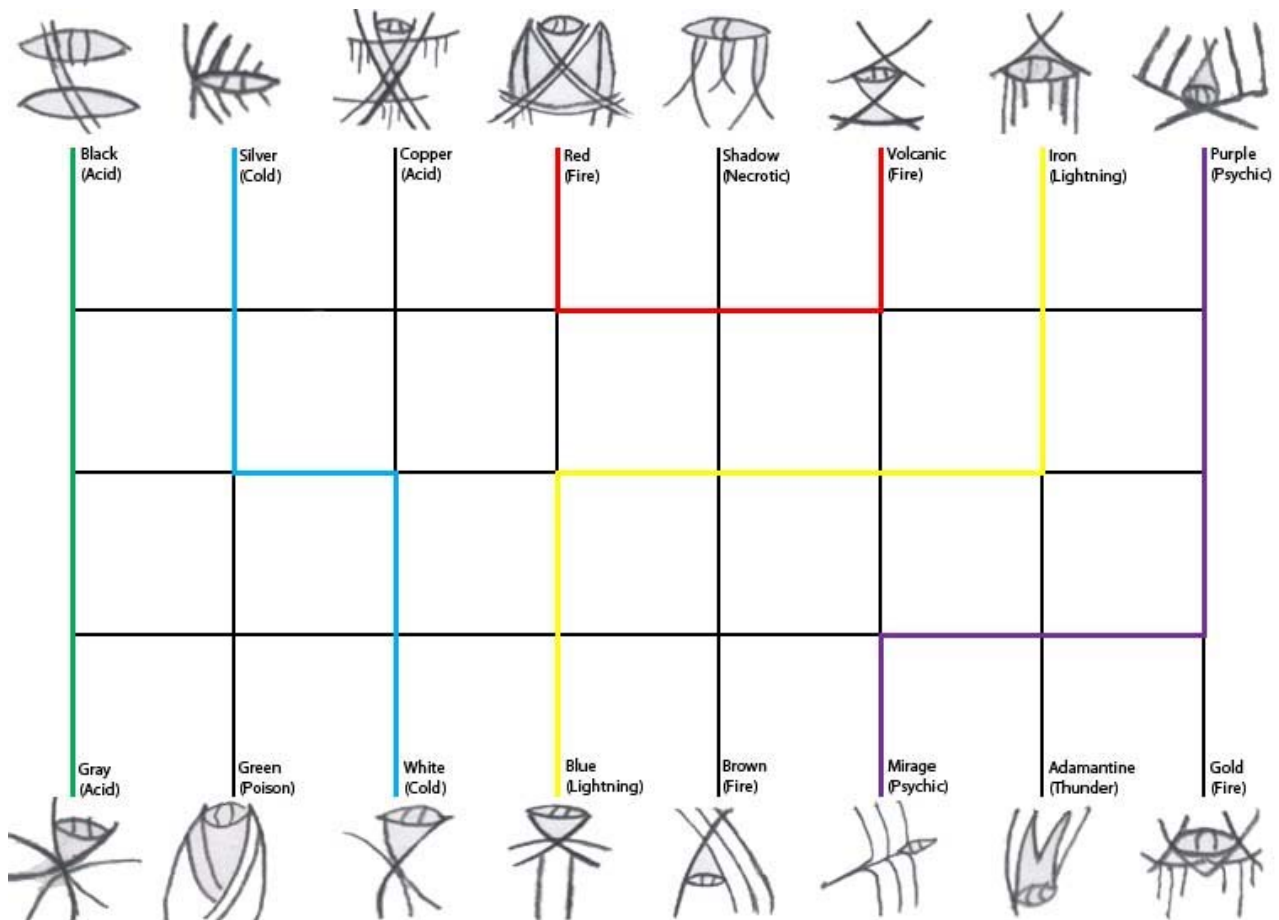 Black
(Acid)
Silver
(Cold)
Copper
(Acid)
Red
(Fire)
Shadow
(Necrotic)
Volcanic
(Fire)
Iron
(Lightning)
Purple
(Psychic)
Gray
(Acid)
Green
(Poison)
White
(Cold)
Blue
(Lightning)
Brown
(Fire)
Mirage
(Psychic)
Adamantine
(Thunder)
Gold
(Fire)